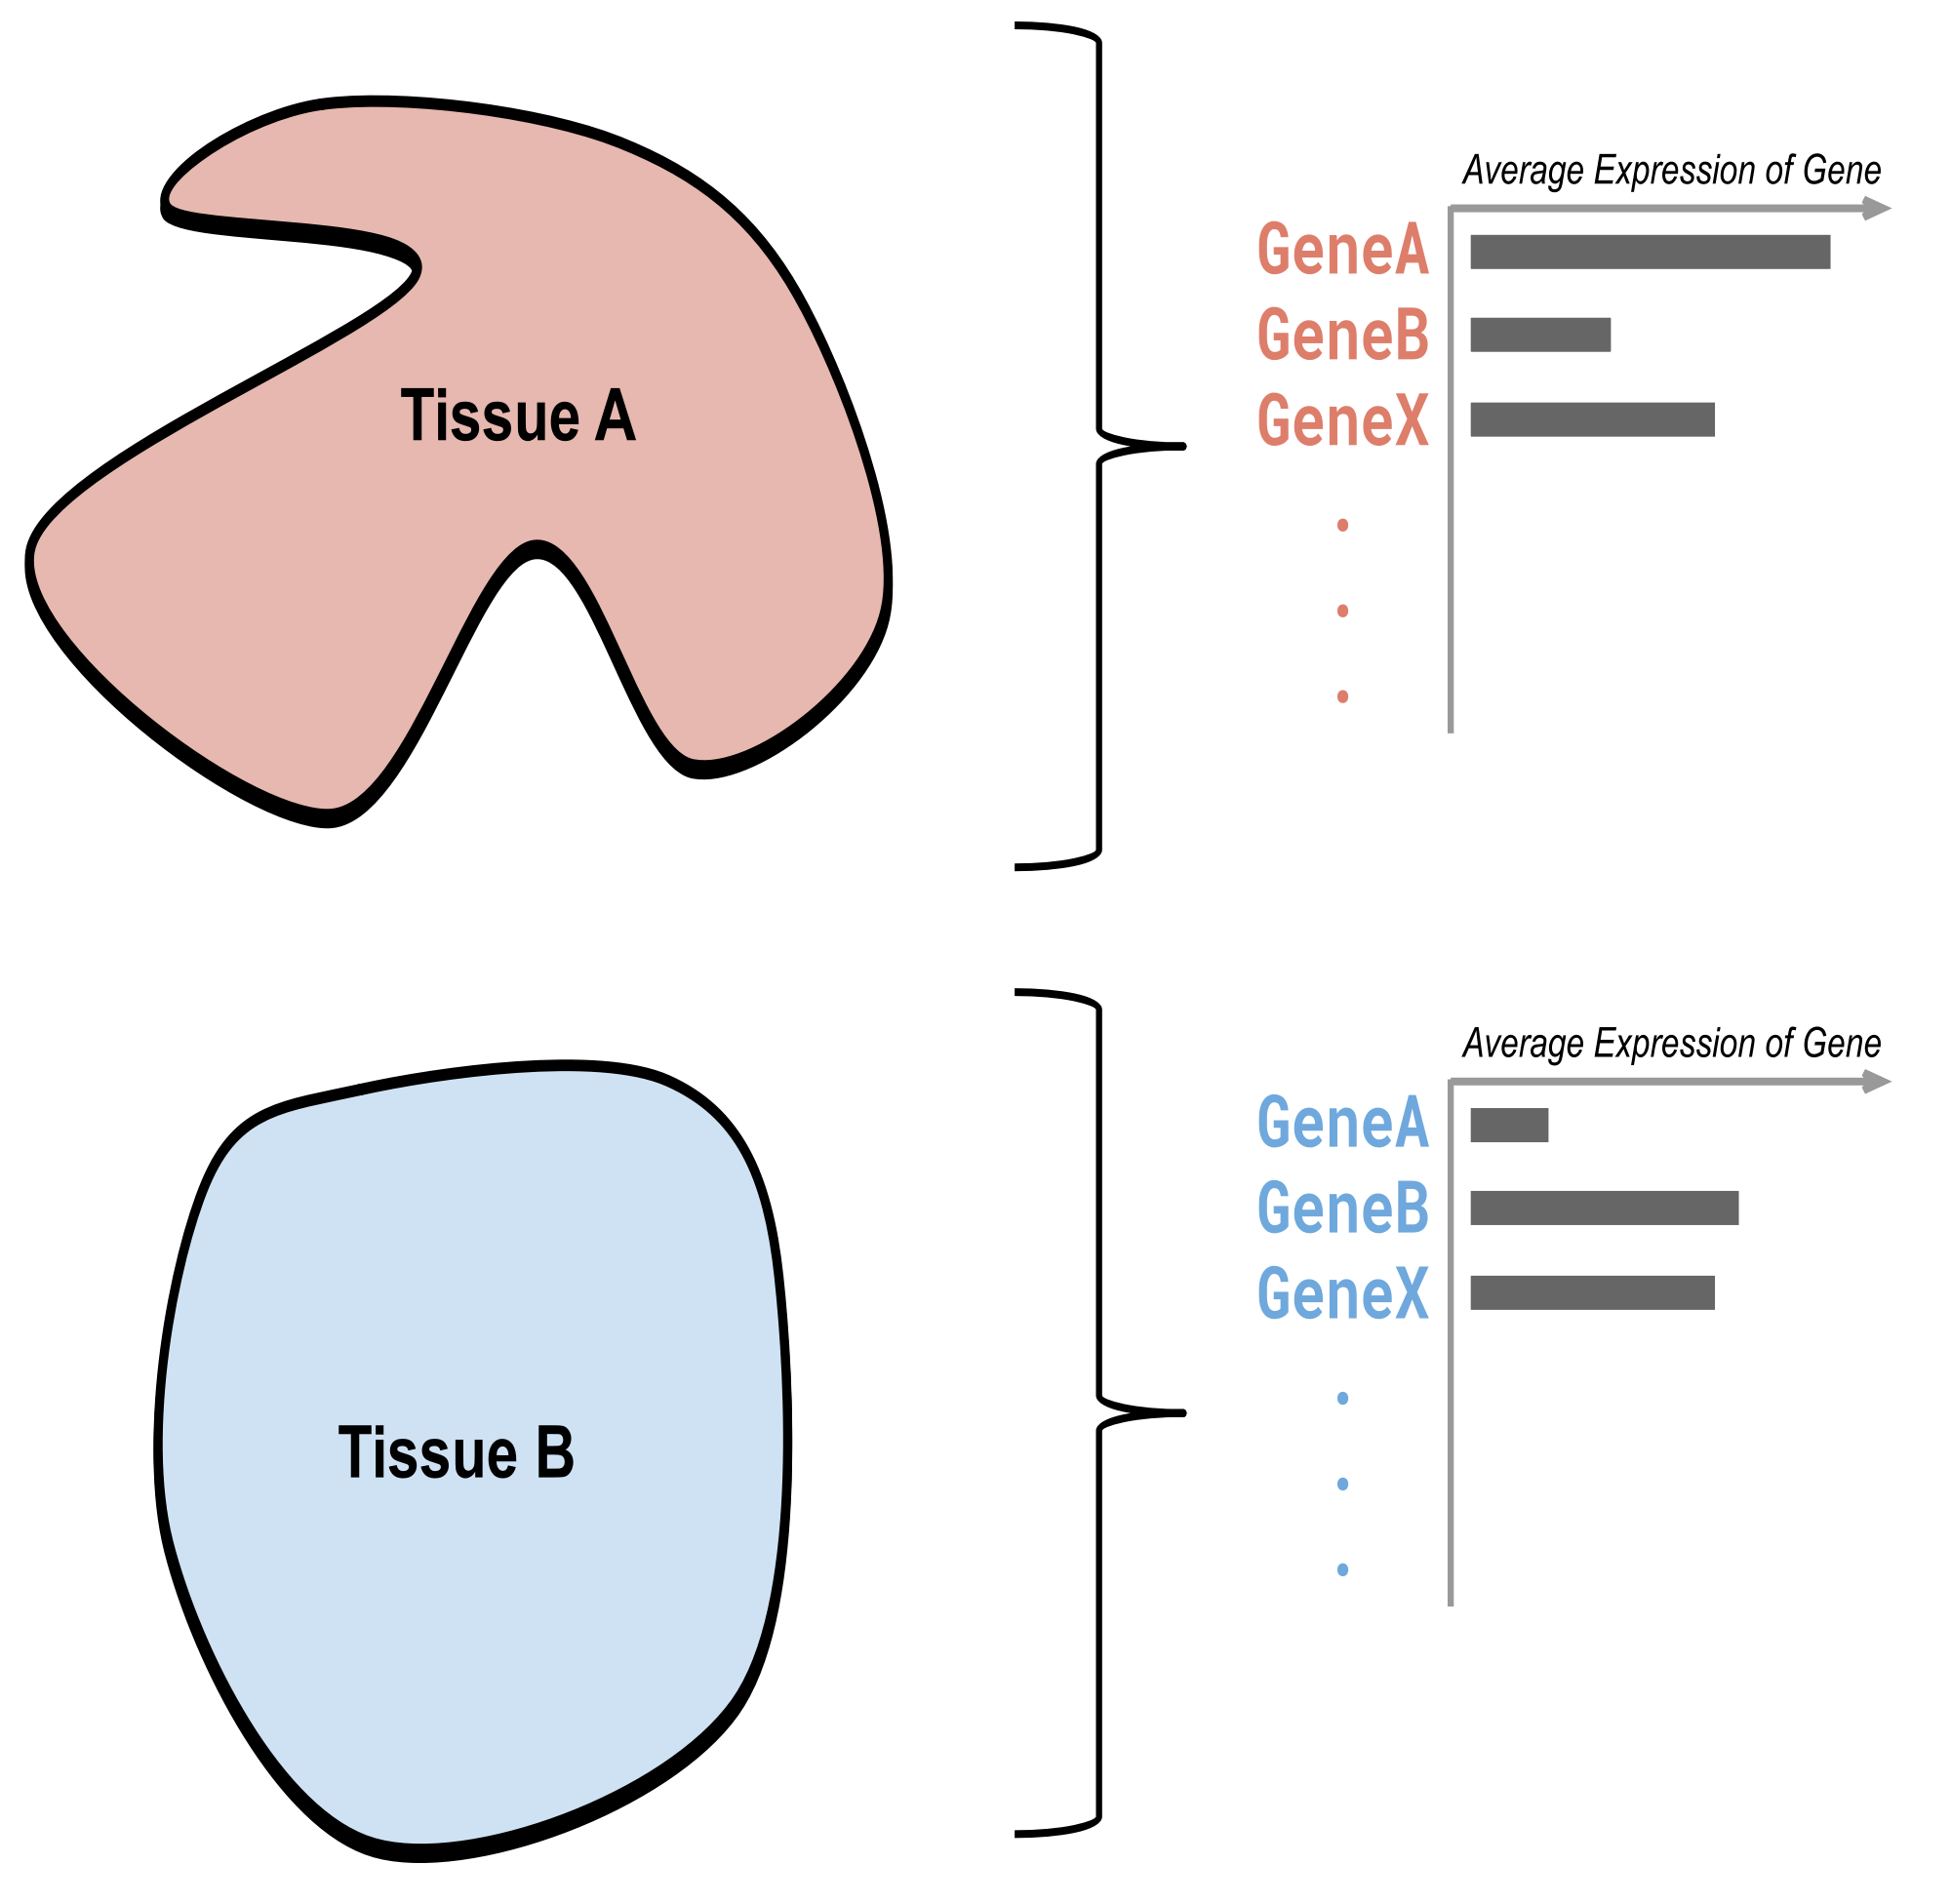 Average Expression of Gene
GeneA
GeneB
GeneX
Tissue A
Average Expression of Gene
GeneA
GeneB
GeneX
Tissue B